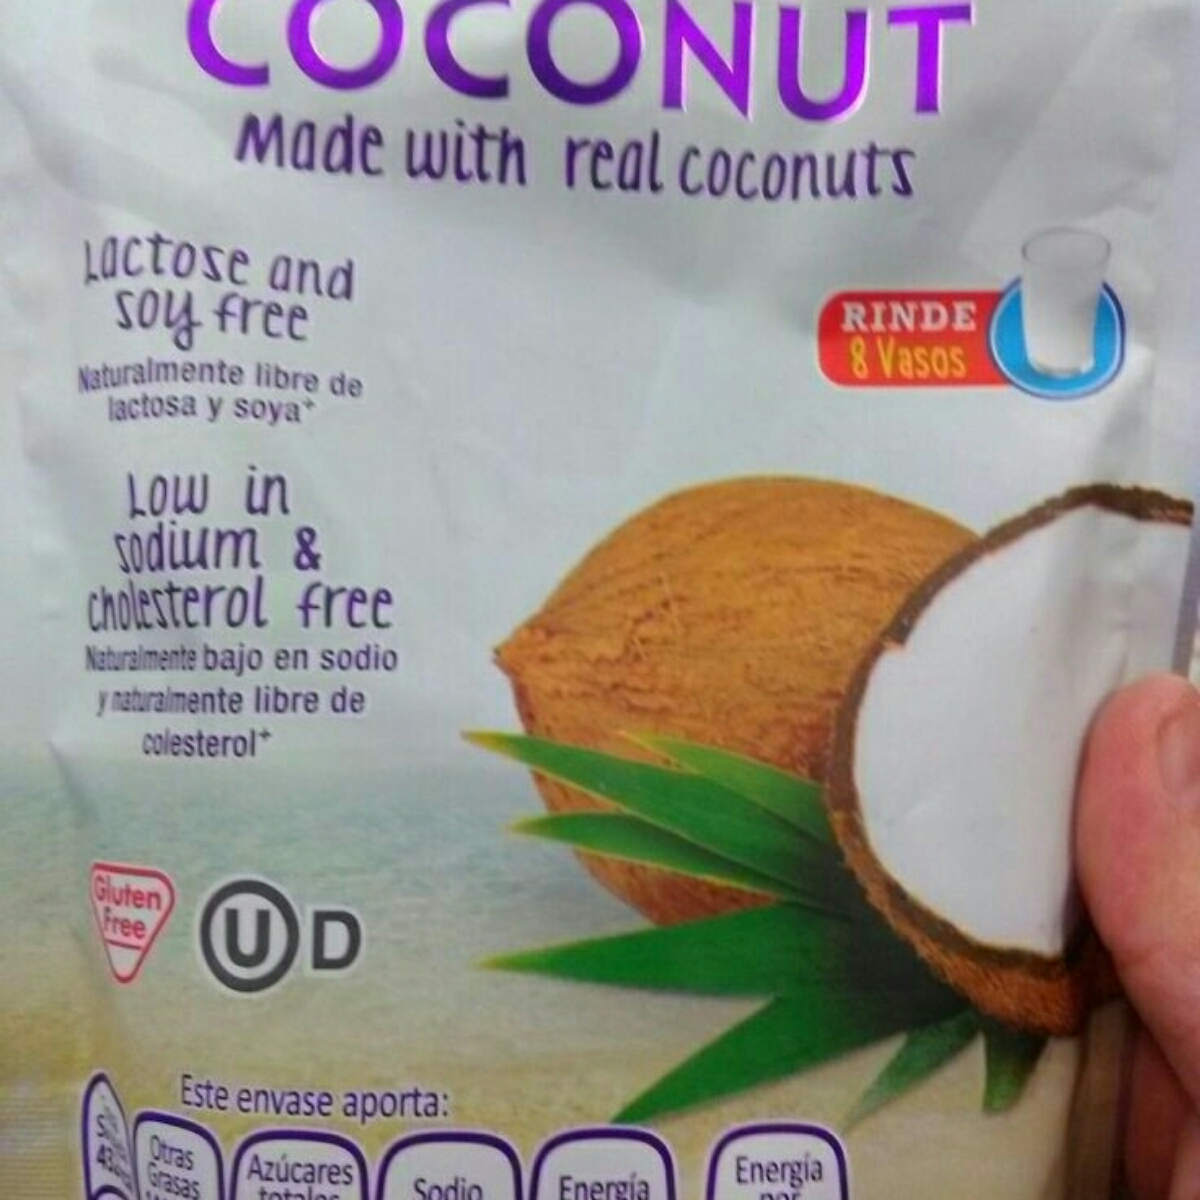 COCONUT
Made with real coconuts
Lactose and
soy free
Naturalmente libre de
lactosa y soya+
RINDE
8 Vasos
Low in
sodium &
cholesterol free
Naturalmente bajo en sodio
y naturalmente libre de
colesterol+
Gluten
Free
U D
Este envase aporta:
Otras
Grasas
Azúcares
totales
Sodio
Energía
Energía
por